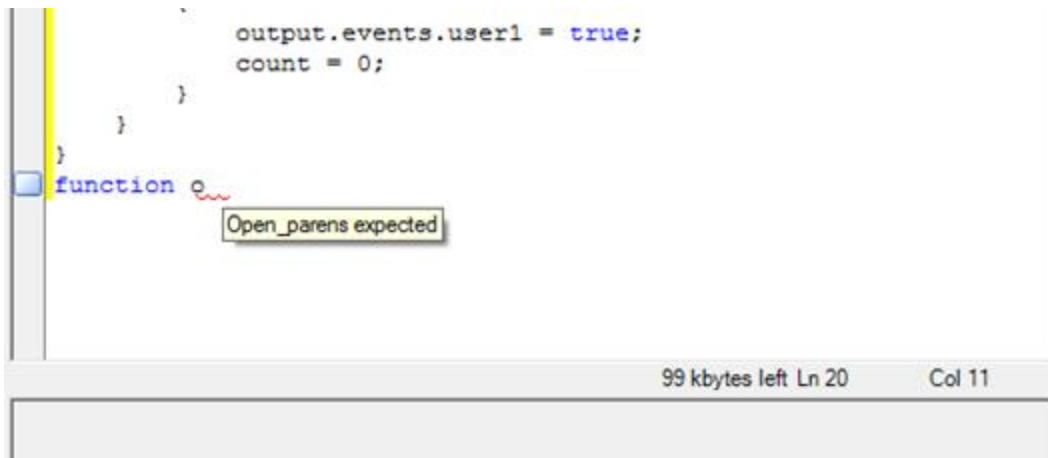 {
output.events.user1 = true;
count = 0;
}
}
}
function o
Open_parens expected
99 kbytes left Ln 20 Col 11